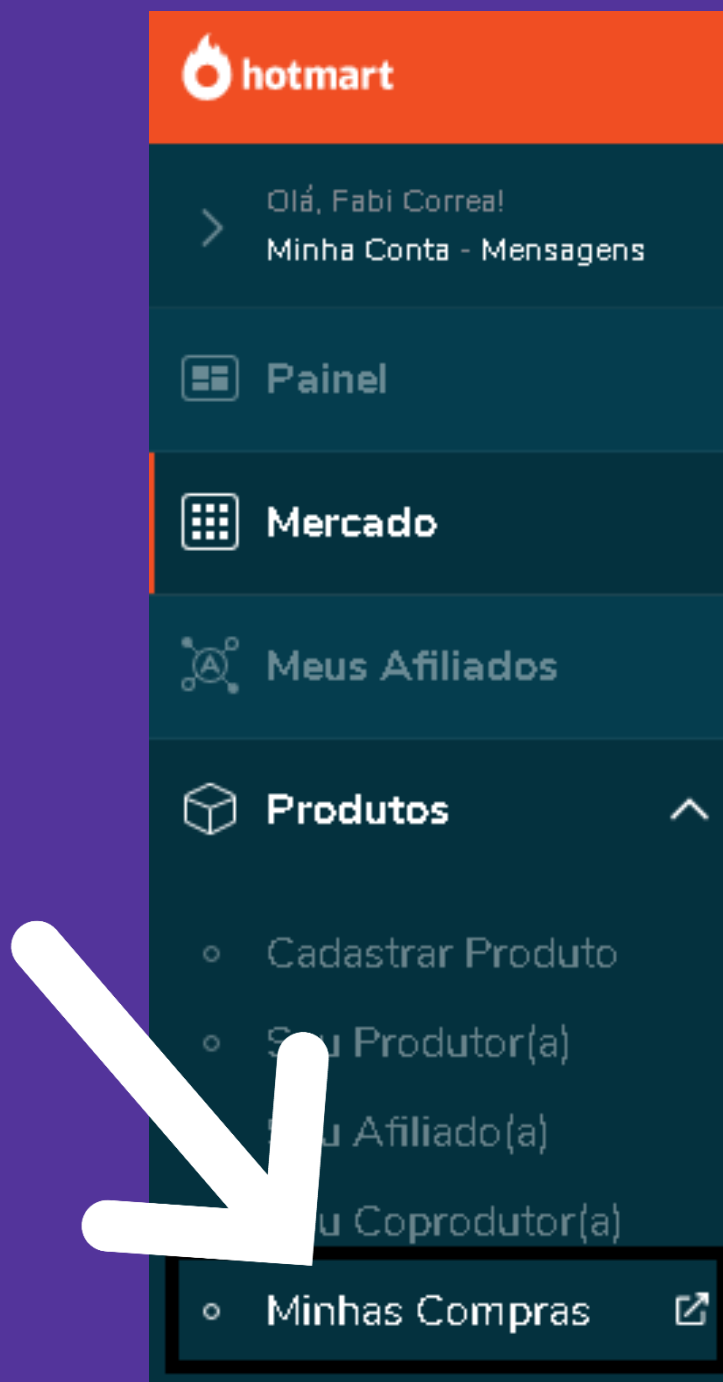 hotmart
Olá, Fabi Correa!
Minha Conta - Mensagens
Painel
Mercado
Meus Afiliados
Produtos
Cadastrar Produto
Produtor(a)
Afiliado(a)
Coprodutor(a)
Minhas Compras